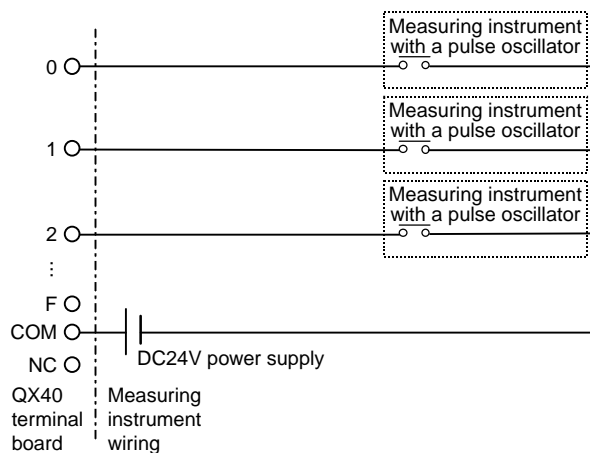 Measuring instrument
with a pulse oscillator
0
Measuring instrument
with a pulse oscillator
1
Measuring instrument
with a pulse oscillator
2
⋮
F
COM
DC24V power supply
NC
QX40
terminal
board
Measuring
instrument
wiring